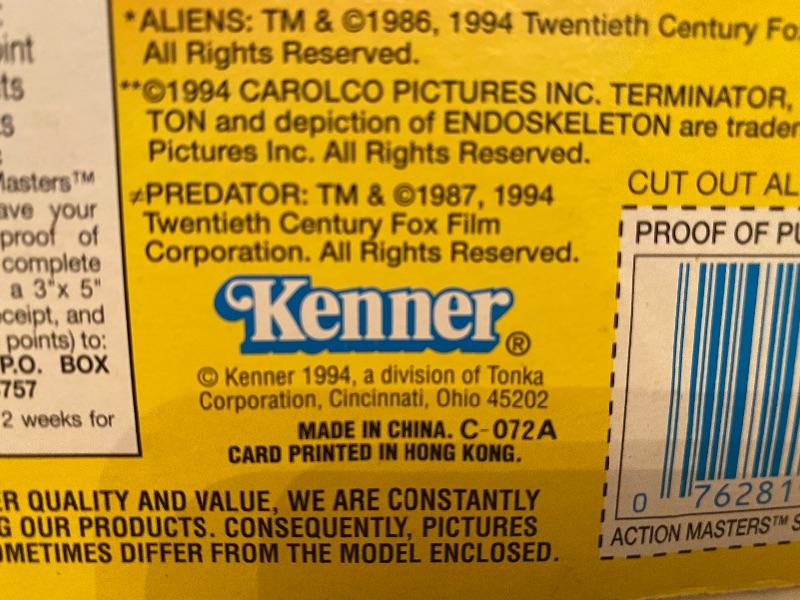 int
ts
s
Masters™
ave your
proof of
complete
a 3"x 5"
ceipt, and
points) to:
P.O. BOX
757
2 weeks for
*ALIENS: TM & ©1986, 1994 Twentieth Century Fo
All Rights Reserved.
**©1994 CAROLCO PICTURES INC. TERMINATOR,
TON and depiction of ENDOSKELETON are trader
Pictures Inc. All Rights Reserved.
≠PREDATOR: TM & ©1987, 1994
Twentieth Century Fox Film
Corporation. All Rights Reserved.
Kenner®
© Kenner 1994, a division of Tonka
Corporation, Cincinnati, Ohio 45202
MADE IN CHINA. C-072A
CARD PRINTED IN HONG KONG.
ER QUALITY AND VALUE, WE ARE CONSTANTLY
G OUR PRODUCTS. CONSEQUENTLY, PICTURES
OMETIMES DIFFER FROM THE MODEL ENCLOSED.
CUT OUT AL
PROOF OF PU
0 76281
ACTION MASTERS™ S